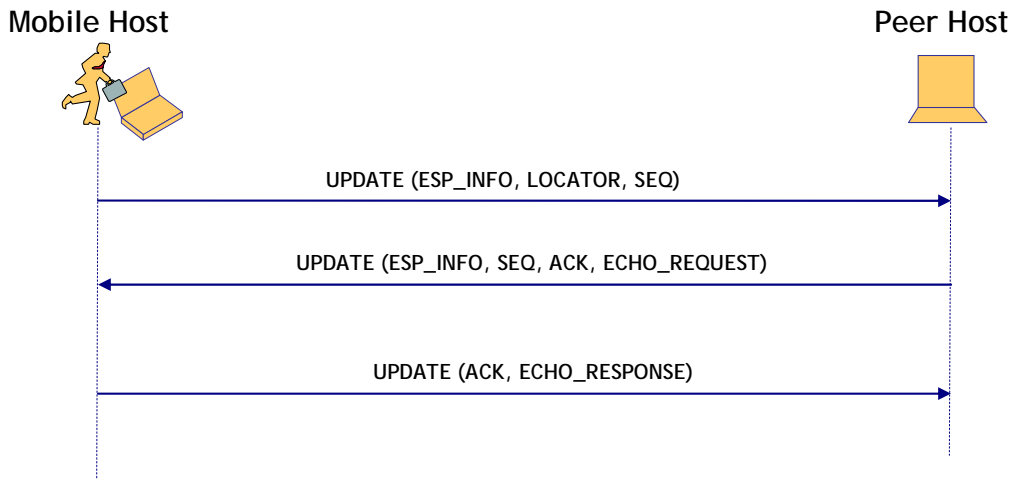 Mobile Host
Peer Host
UPDATE (ESP_INFO, LOCATOR, SEQ)
UPDATE (ESP_INFO, SEQ, ACK, ECHO_REQUEST)
UPDATE (ACK, ECHO_RESPONSE)